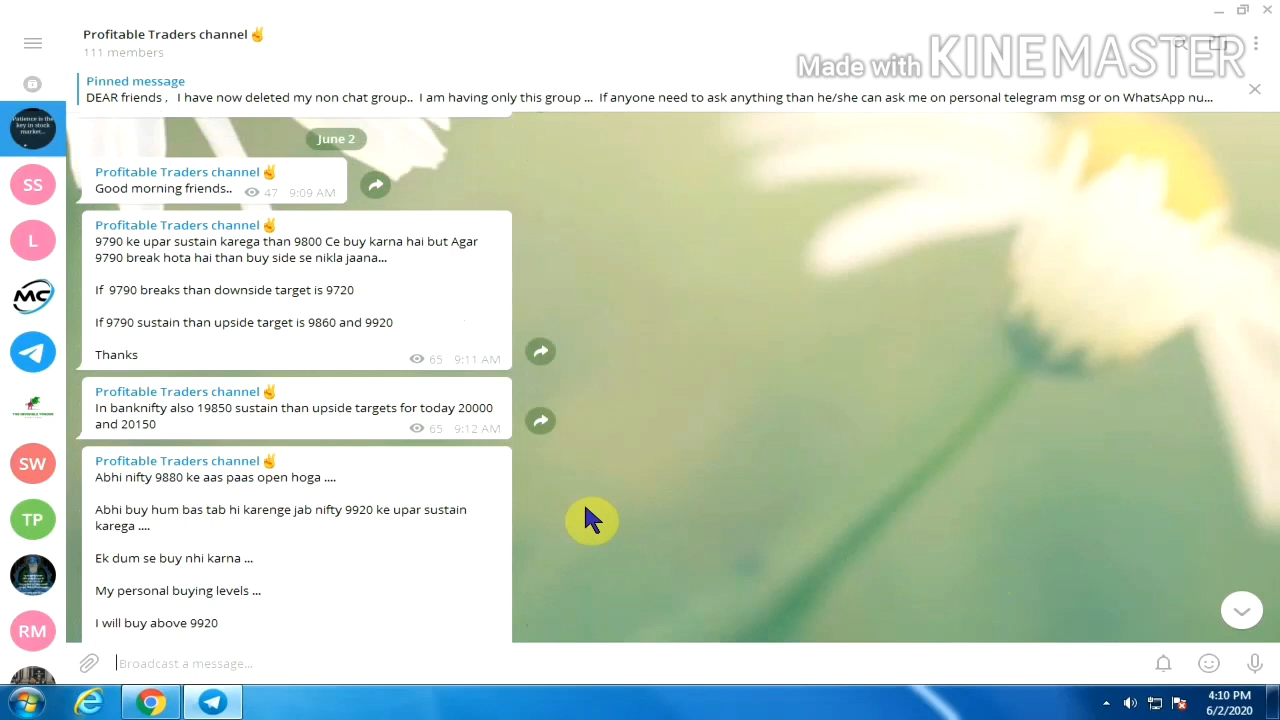 Profitable Traders channel ✌
111 members
Made with KINEMASTER
Pinned message
DEAR friends , I have now deleted my non chat group.. I am having only this group ... If anyone need to ask anything than he/she can ask me on personal telegram msg or on WhatsApp nu...
Patience is the
key in stock
market...
June 2
Profitable Traders channel ✌
Good morning friends.. 47 9:09 AM
SS
Profitable Traders channel ✌
9790 ke upar sustain karega than 9800 Ce buy karna hai but Agar
9790 break hota hai than buy side se nikla jaana...
L
If 9790 breaks than downside target is 9720
MC
If 9790 sustain than upside target is 9860 and 9920
Thanks
65 9:11 AM
Profitable Traders channel ✌
In banknifty also 19850 sustain than upside targets for today 20000
and 20150
65 9:12 AM
Profitable Traders channel ✌
Abhi nifty 9880 ke aas paas open hoga ....
SW
Abhi buy hum bas tab hi karenge jab nifty 9920 ke upar sustain
karega ....
TP
Ek dum se buy nhi karna ...
My personal buying levels ...
I will buy above 9920
RM
Broadcast a message...
4:10 PM
6/2/2020